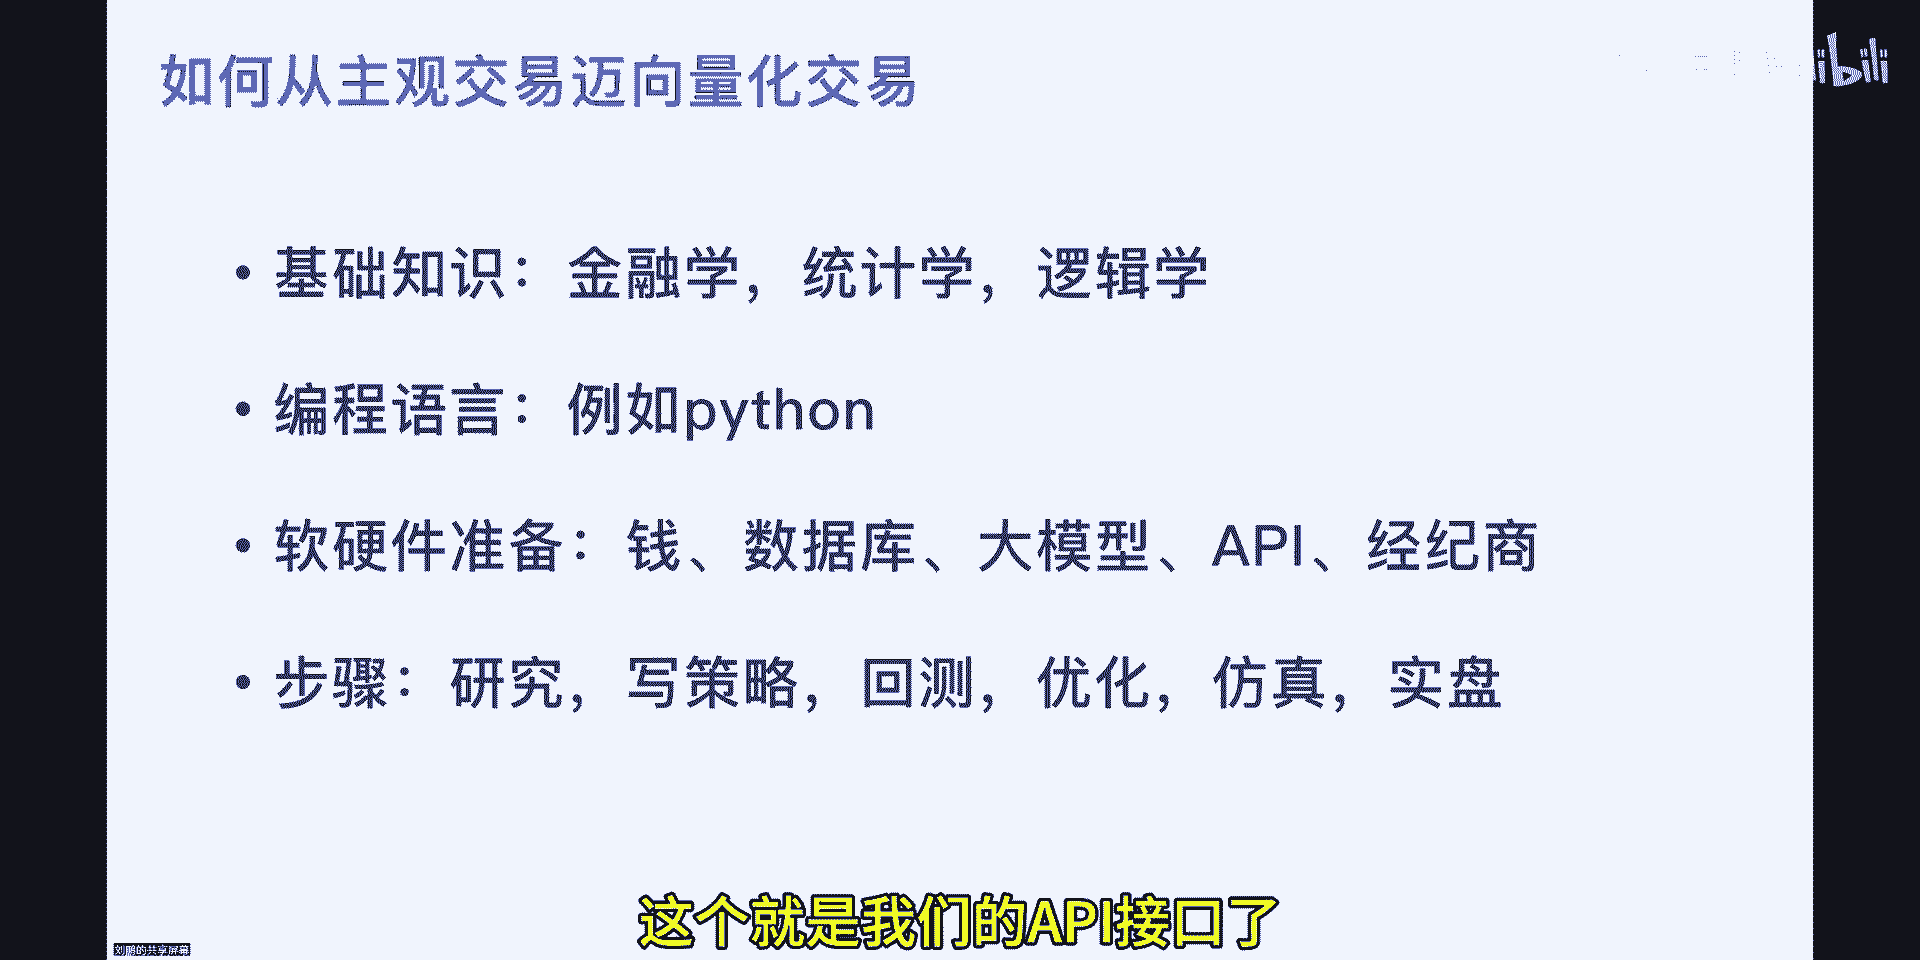 如何从主观交易迈向量化交易
• 基础知识：金融学，统计学，逻辑学
• 编程语言：例如python
• 软硬件准备：钱、数据库、大模型、API、经纪商
• 步骤：研究，写策略，回测，优化，仿真，实盘
这个就是我们的API接口了
刘鹏的共享屏幕